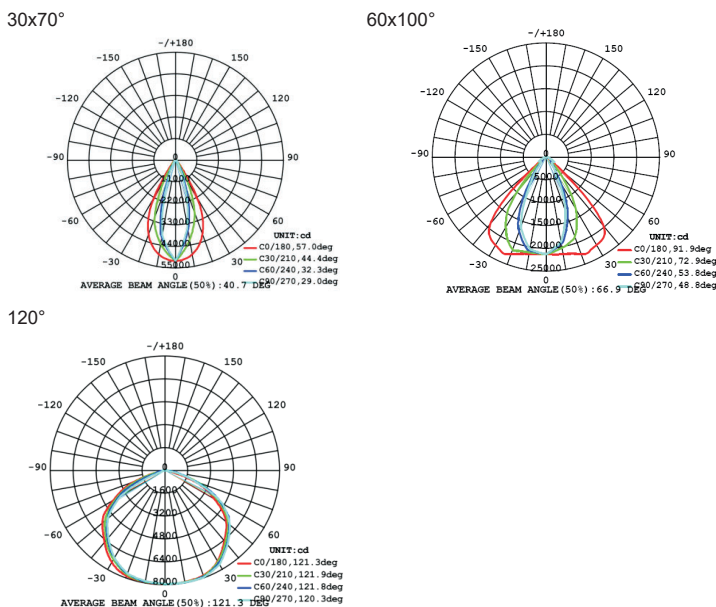 30x70°
-/+180
-150
150
-120
120
-90
90
-60
60
-30
30
0
11000
22000
33000
44000
55000
UNIT:cd
C0/180,57.0deg
C30/210,44.4deg
C60/240,32.3deg
C90/270,29.0deg
AVERAGE BEAM ANGLE(50%):40.7 DEG
60x100°
-/+180
-150
150
-120
120
-90
90
-60
60
-30
30
0
5000
10000
15000
20000
25000
UNIT:cd
C0/180,91.9deg
C30/210,72.9deg
C60/240,53.8deg
C90/270,48.8deg
AVERAGE BEAM ANGLE(50%):66.9 DEG
120°
-/+180
-150
150
-120
120
-90
90
-60
60
-30
30
0
1600
3200
4800
6400
8000
UNIT:cd
C0/180,121.3deg
C30/210,121.9deg
C60/240,121.8deg
C90/270,120.3deg
AVERAGE BEAM ANGLE(50%):121.3 DEG